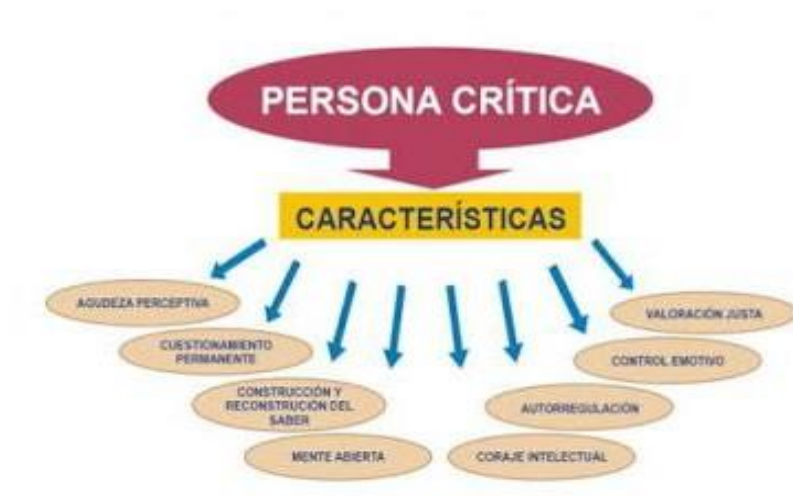 PERSONA CRÍTICA
CARACTERÍSTICAS
AGUDEZA PERCEPTIVA
CUESTIONAMIENTO
PERMANENTE
CONSTRUCCIÓN Y
RECONSTRUCIÓN DEL
SABER
MENTE ABIERTA
CORAJE INTELECTUAL
AUTORREGULACIÓN
CONTROL EMOTIVO
VALORACIÓN JUSTA